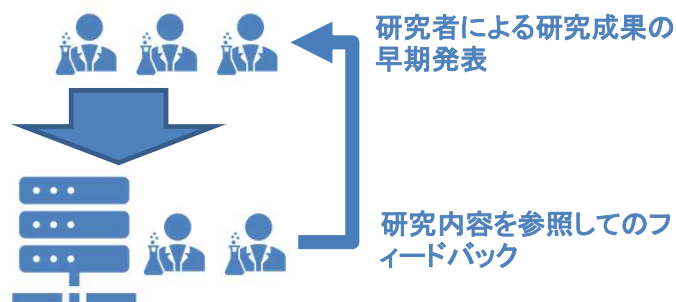 研究者による研究成果の
早期発表
研究内容を参照してのフ
ィードバック